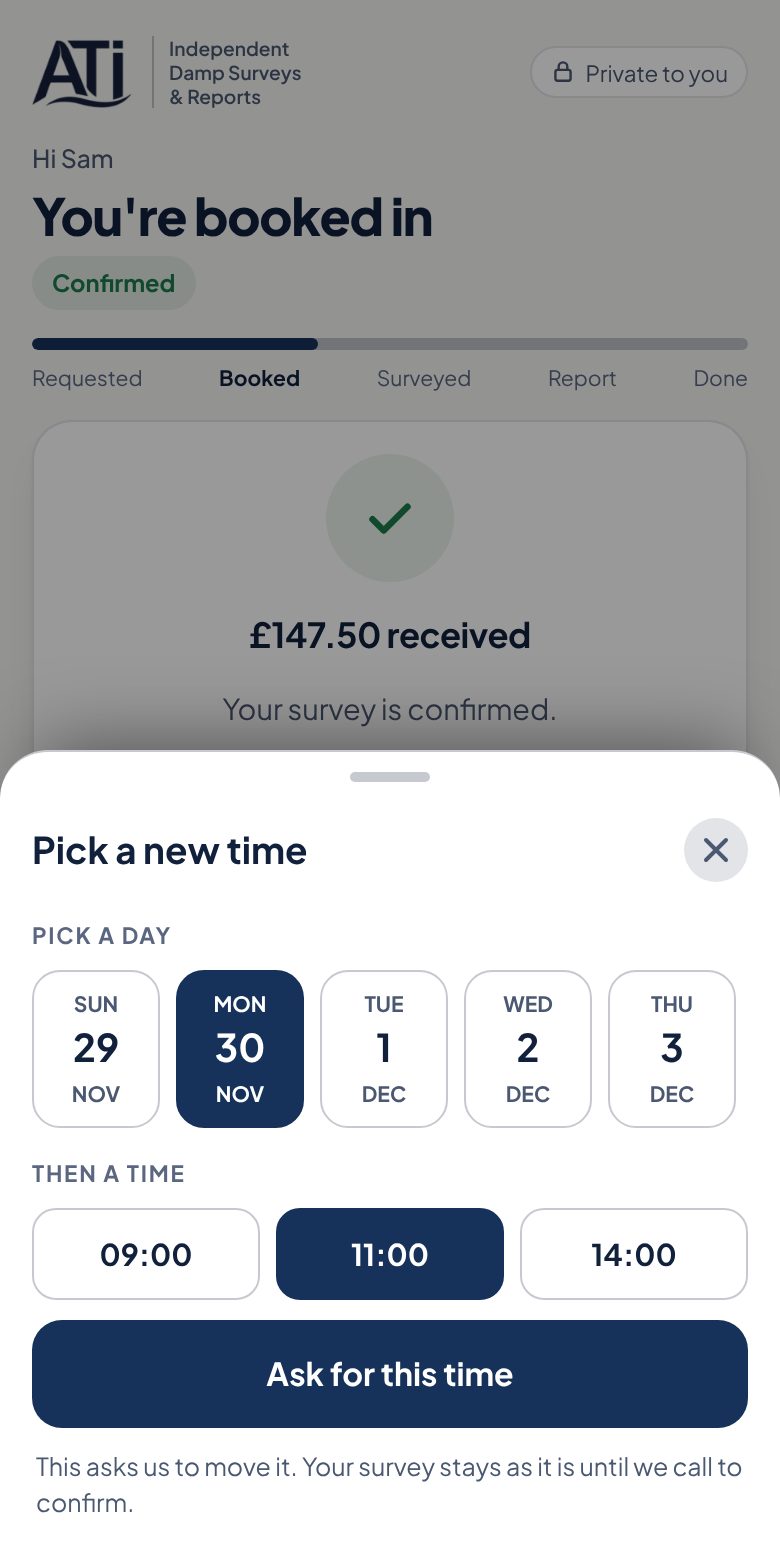 ATi
Independent
Damp Surveys
& Reports
Private to you
Hi Sam
You're booked in
Confirmed
Requested
Booked
Surveyed
Report
Done
£147.50 received
Your survey is confirmed.
Pick a new time
PICK A DAY
SUN
29
NOV
MON
30
NOV
TUE
1
DEC
WED
2
DEC
THU
3
DEC
THEN A TIME
09:00
11:00
14:00
Ask for this time
This asks us to move it. Your survey stays as it is until we call to
confirm.